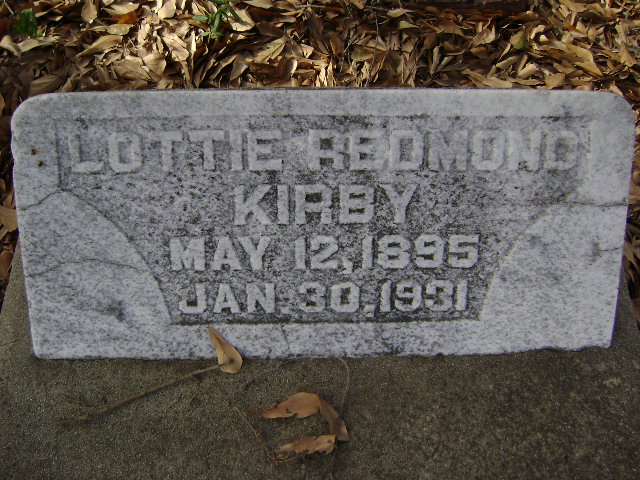 LOTTIE REDMOND
KIRBY
MAY 12, 1895
JAN. 30, 1931